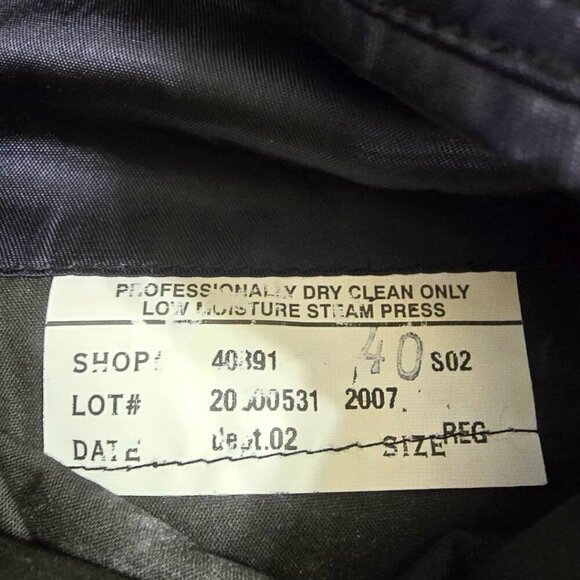 PROFESSIONALLY DRY CLEAN ONLY
LOW MOISTURE STEAM PRESS
SHOP# 40891 40 S02
LOT# 2007
DATE dept.02 SIZE REG